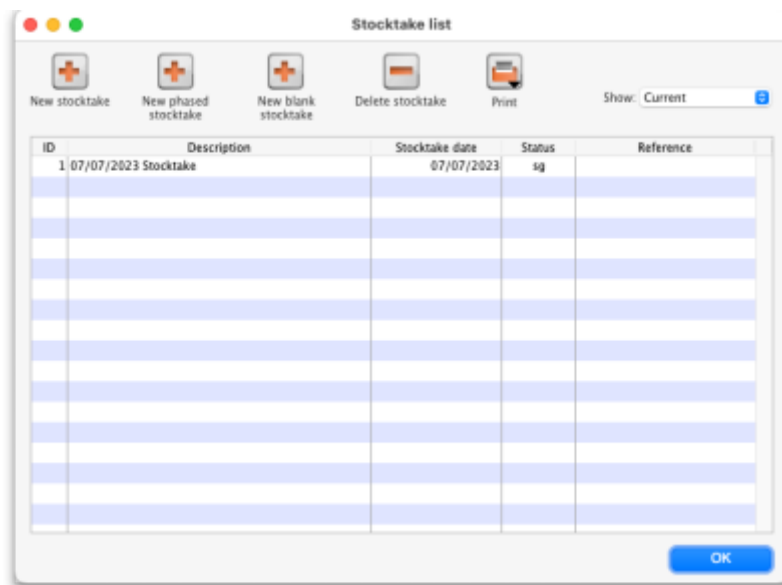 Stocktake list
New stocktake
New phased
stocktake
New blank
stocktake
Delete stocktake
Print
Show: Current
ID Description Stocktake date Status Reference
1 07/07/2023 Stocktake 07/07/2023 sg
OK